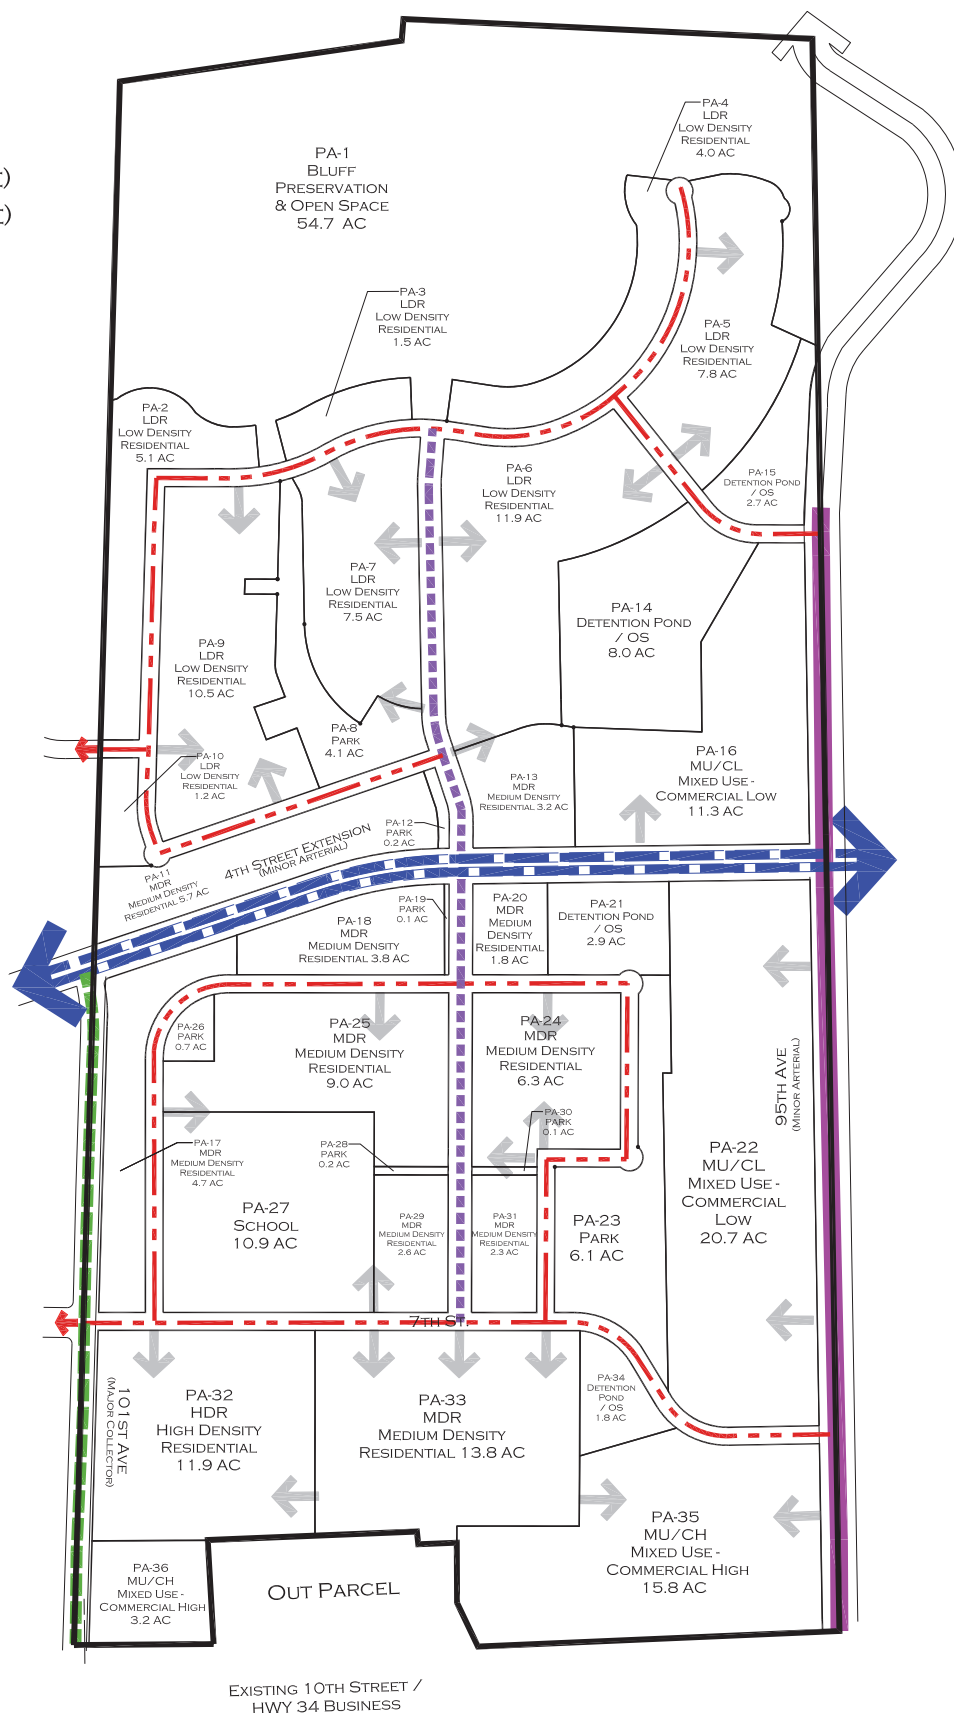 t)
t)
PA-4
LDR
LOW DENSITY
RESIDENTIAL
4.0 AC
PA-1
BLUFF
PRESERVATION
& OPEN SPACE
54.7 AC
PA-3
LDR
LOW DENSITY
RESIDENTIAL
1.5 AC
PA-5
LDR
LOW DENSITY
RESIDENTIAL
7.8 AC
PA-2
LDR
LOW DENSITY
RESIDENTIAL
5.1 AC
PA-6
LDR
LOW DENSITY
RESIDENTIAL
11.9 AC
PA-15
DETENTION POND
/ OS
2.7 AC
PA-7
LDR
LOW DENSITY
RESIDENTIAL
7.5 AC
PA-14
DETENTION POND
/ OS
8.0 AC
PA-9
LDR
LOW DENSITY
RESIDENTIAL
10.5 AC
PA-8
PARK
4.1 AC
PA-10
LDR
LOW DENSITY
RESIDENTIAL
1.2 AC
PA-16
MU/CL
MIXED USE -
COMMERCIAL LOW
11.3 AC
PA-13
MDR
MEDIUM DENSITY
RESIDENTIAL 3.2 AC
PA-12
PARK
0.2 AC
4TH STREET EXTENSION
(MINOR ARTERIAL)
PA-11
MDR
MEDIUM DENSITY
RESIDENTIAL 5.7 AC
PA-19
PARK
0.1 AC
PA-20
MDR
MEDIUM
DENSITY
RESIDENTIAL
1.8 AC
PA-21
DETENTION POND
/ OS
2.9 AC
PA-18
MDR
MEDIUM DENSITY
RESIDENTIAL 3.8 AC
PA-26
PARK
0.7 AC
PA-25
MDR
MEDIUM DENSITY
RESIDENTIAL
9.0 AC
PA-24
MDR
MEDIUM DENSITY
RESIDENTIAL
6.3 AC
95TH AVE
(MINOR ARTERIAL)
PA-30
PARK
0.1 AC
PA-17
MDR
MEDIUM DENSITY
RESIDENTIAL
4.7 AC
PA-28
PARK
0.2 AC
PA-22
MU/CL
MIXED USE -
COMMERCIAL
LOW
20.7 AC
PA-27
SCHOOL
10.9 AC
PA-29
MDR
MEDIUM DENSITY
RESIDENTIAL
2.6 AC
PA-31
MDR
MEDIUM DENSITY
RESIDENTIAL
2.3 AC
PA-23
PARK
6.1 AC
7TH ST.
101ST AVE
(MAJOR COLLECTOR)
PA-32
HDR
HIGH DENSITY
RESIDENTIAL
11.9 AC
PA-33
MDR
MEDIUM DENSITY
RESIDENTIAL 13.8 AC
PA-34
DETENTION
POND
/ OS
1.8 AC
PA-35
MU/CH
MIXED USE -
COMMERCIAL HIGH
15.8 AC
PA-36
MU/CH
MIXED USE -
COMMERCIAL HIGH
3.2 AC
OUT PARCEL
EXISTING 10TH STREET /
HWY 34 BUSINESS